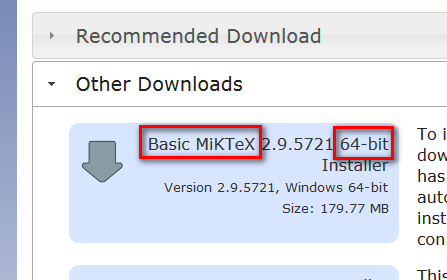 Recommended Download
Other Downloads
Basic MiKTeX 2.9.5721 64-bit
Installer
Version 2.9.5721, Windows 64-bit
Size: 179.77 MB
To i
dow
has
auto
inst
con
This